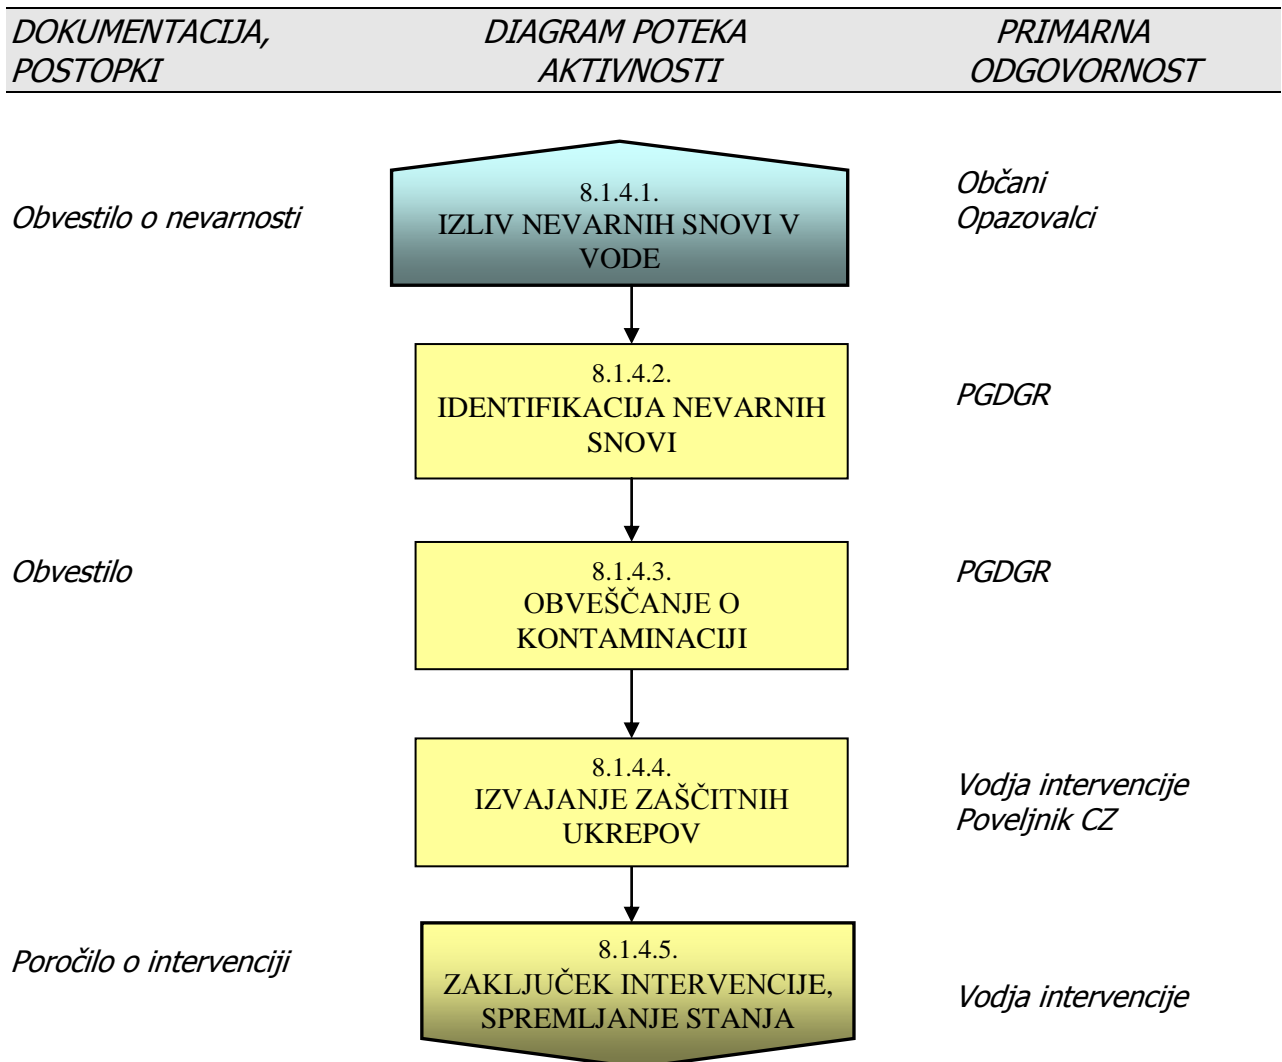 DOKUMENTACIJA,
POSTOPKI
DIAGRAM POTEKA
AKTIVNOSTI
PRIMARNA
ODGOVORNOST
Obvestilo o nevarnosti
8.1.4.1.
IZLIV NEVARNIH SNOVI V
VODE
Občani
Opazovalci
8.1.4.2.
IDENTIFIKACIJA NEVARNIH
SNOVI
PGDGR
Obvestilo
8.1.4.3.
OBVEŠČANJE O
KONTAMINACIJI
PGDGR
8.1.4.4.
IZVAJANJE ZAŠČITNIH
UKREPOV
Vodja intervencije
Poveljnik CZ
Poročilo o intervenciji
8.1.4.5.
ZAKLJUČEK INTERVENCIJE,
SPREMLJANJE STANJA
Vodja intervencije